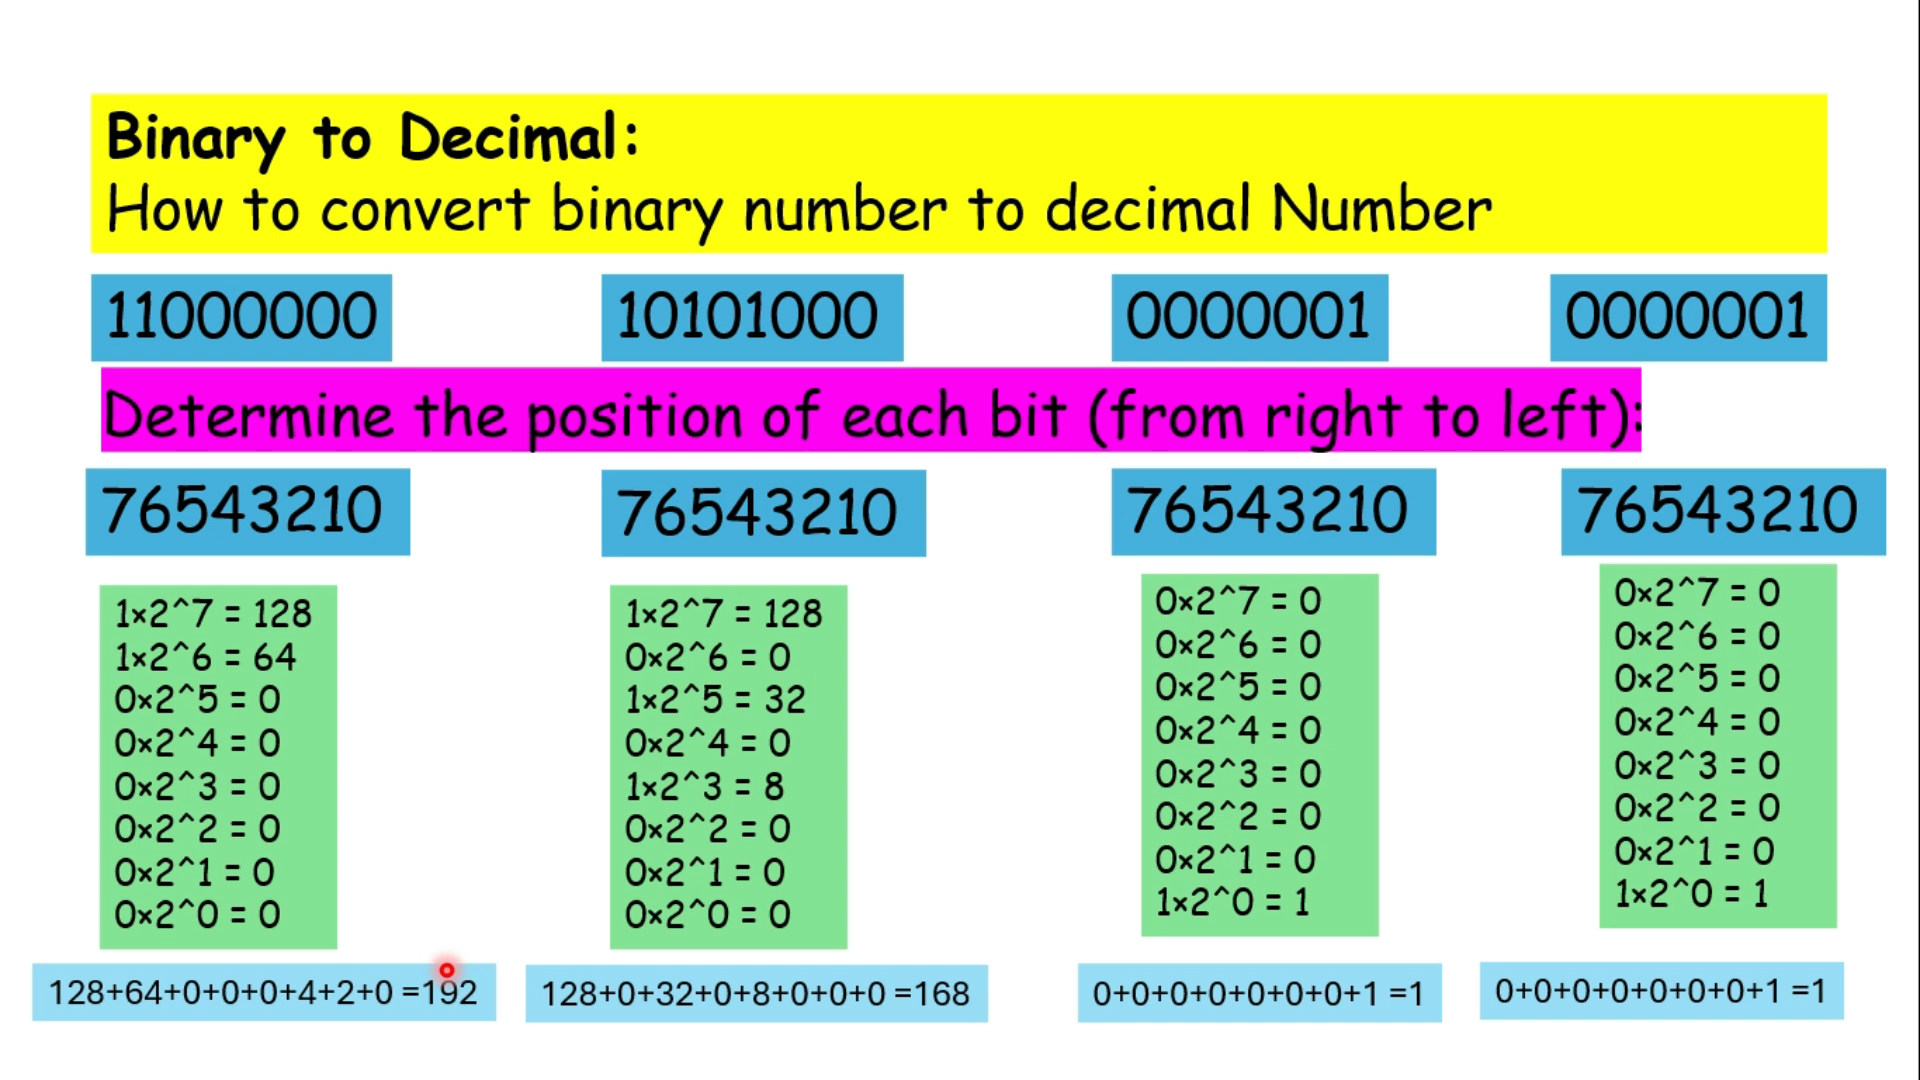 Binary to Decimal:
How to convert binary number to decimal Number
11000000
10101000
0000001
0000001
Determine the position of each bit (from right to left):
76543210
76543210
76543210
76543210
1×2^7 = 128
1×2^6 = 64
0×2^5 = 0
0×2^4 = 0
0×2^3 = 0
0×2^2 = 0
0×2^1 = 0
0×2^0 = 0
1×2^7 = 128
0×2^6 = 0
1×2^5 = 32
0×2^4 = 0
1×2^3 = 8
0×2^2 = 0
0×2^1 = 0
0×2^0 = 0
0×2^7 = 0
0×2^6 = 0
0×2^5 = 0
0×2^4 = 0
0×2^3 = 0
0×2^2 = 0
0×2^1 = 0
1×2^0 = 1
0×2^7 = 0
0×2^6 = 0
0×2^5 = 0
0×2^4 = 0
0×2^3 = 0
0×2^2 = 0
0×2^1 = 0
1×2^0 = 1
128+64+0+0+0+4+2+0 =192
128+0+32+0+8+0+0+0 =168
0+0+0+0+0+0+0+1 =1
0+0+0+0+0+0+0+1 =1